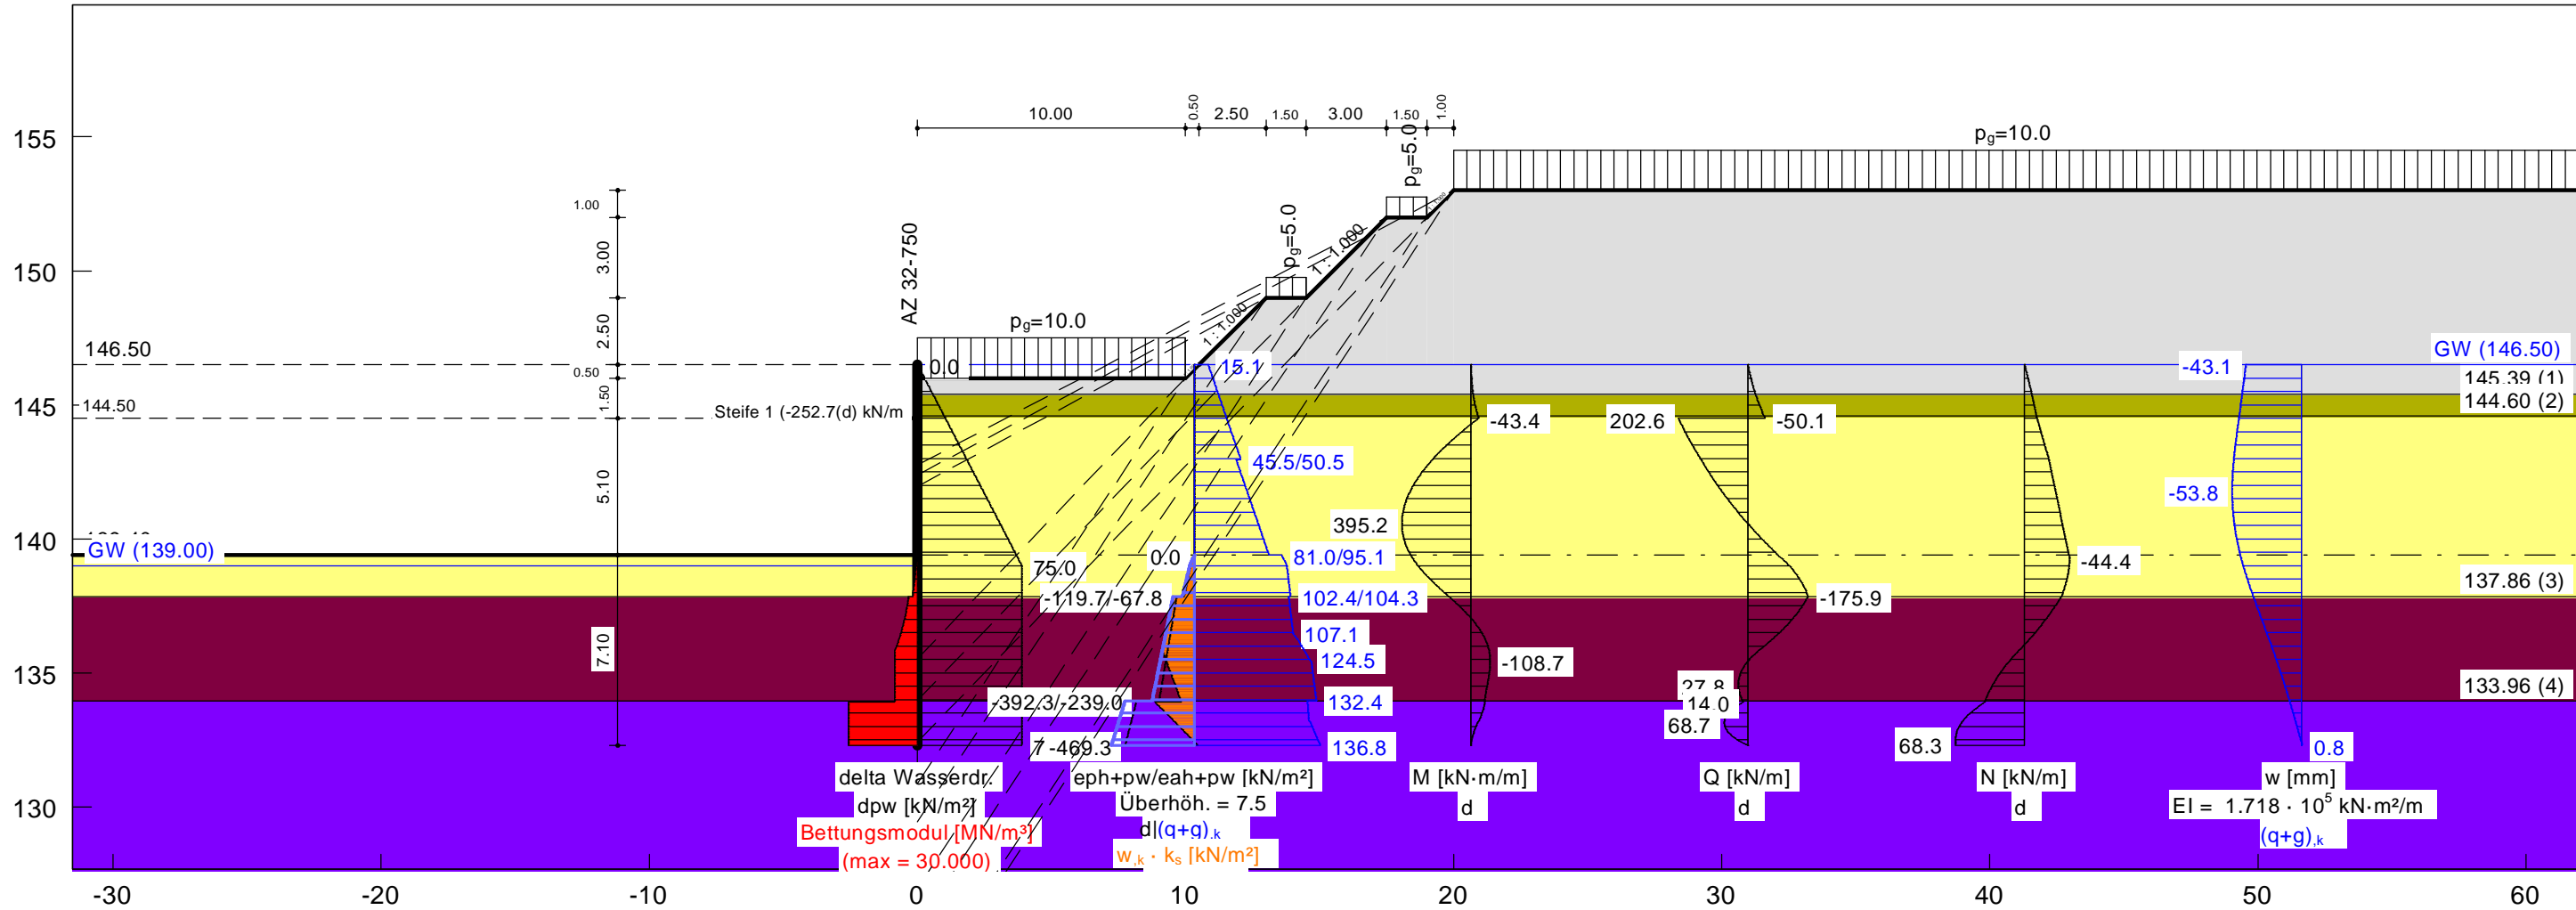 155
150
145
140
135
130
-30
-20
-10
0
10
20
30
40
50
60
10.00
0.50
2.50
1.50
3.00
1.50
1.00
1.00
3.00
2.50
0.50
1.50
5.10
7.10
146.50
144.50
GW (139.00)
AZ 32-750
Steife 1 (-252.7(d) kN/m
pg=10.0
pg=5.0
pg=5.0
pg=10.0
1 : 1.000
1 : 1.000
GW (146.50)
145.39 (1)
144.60 (2)
137.86 (3)
133.96 (4)
0.0
75.0
15.1
45.5/50.5
0.0
81.0/95.1
-119.7/-67.8
102.4/104.3
107.1
124.5
-392.3/-239.0
132.4
7 -469.3
136.8
-43.4
395.2
-108.7
202.6
-50.1
-175.9
27.8
14.0
68.7
-44.4
68.3
-43.1
-53.8
0.8
delta Wasserdr.
dpw [kN/m²]
Bettungsmodul [MN/m³]
(max = 30.000)
eph+pw/eah+pw [kN/m²]
Überhöh. = 7.5
d|(q+g),k
w,k · ks [kN/m²]
M [kN·m/m]
d
Q [kN/m]
d
N [kN/m]
d
w [mm]
EI = 1.718 · 10⁵ kN·m²/m
(q+g),k